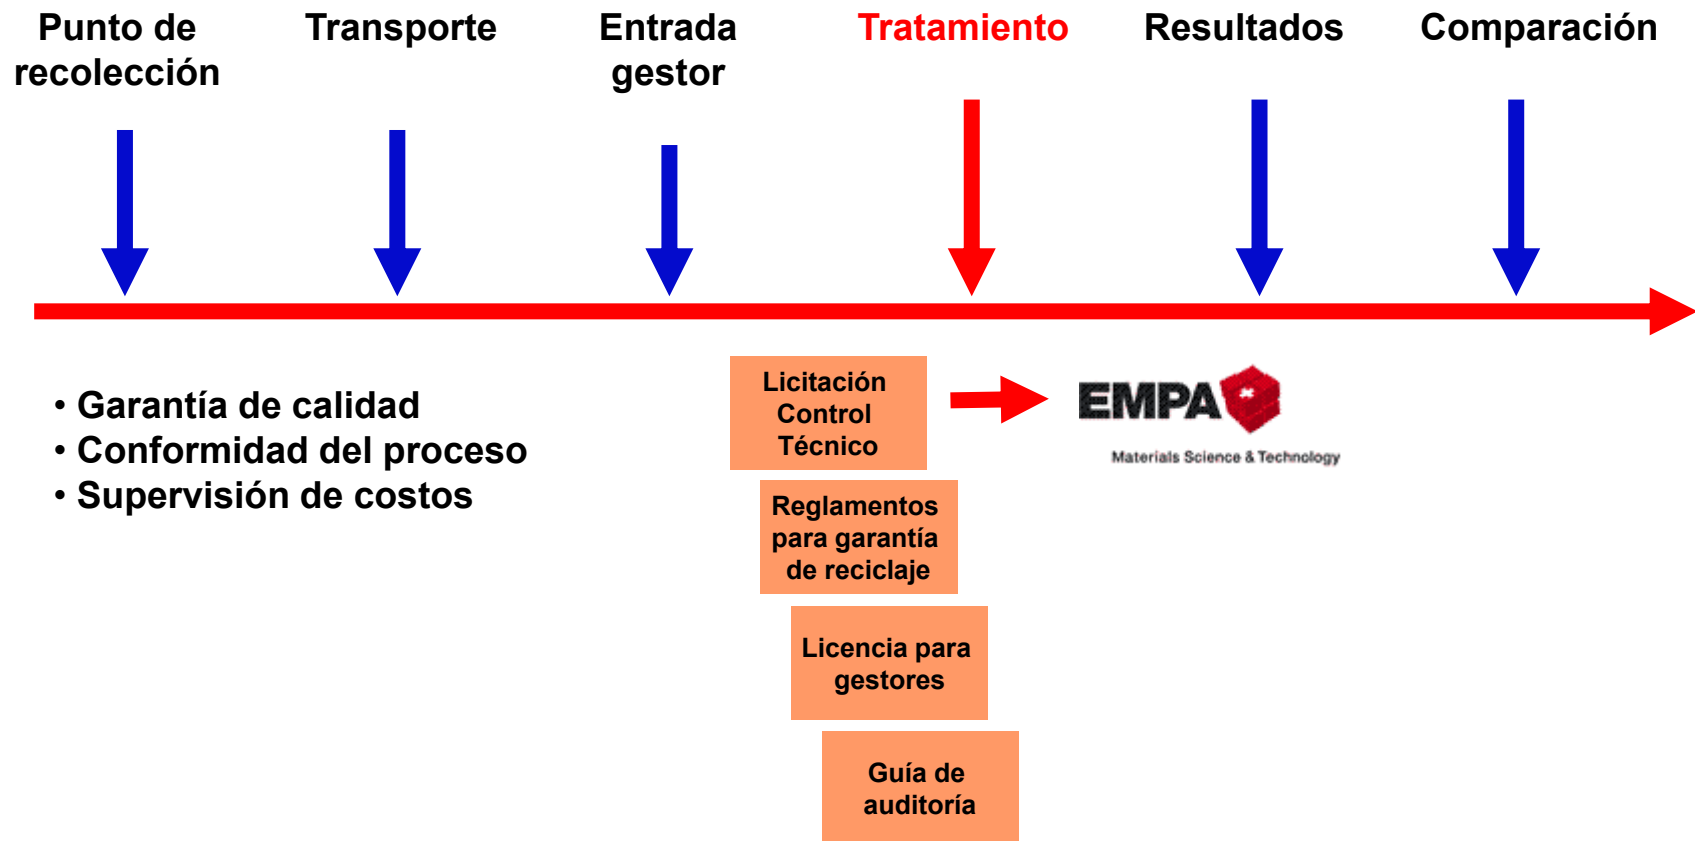 Punto de
recolección
Transporte
Entrada
gestor
Tratamiento
Resultados
Comparación
• Garantía de calidad
• Conformidad del proceso
• Supervisión de costos
Licitación
Control
Técnico
EMPA
Materials Science & Technology
Reglamentos
para garantía
de reciclaje
Licencia para
gestores
Guía de
auditoría